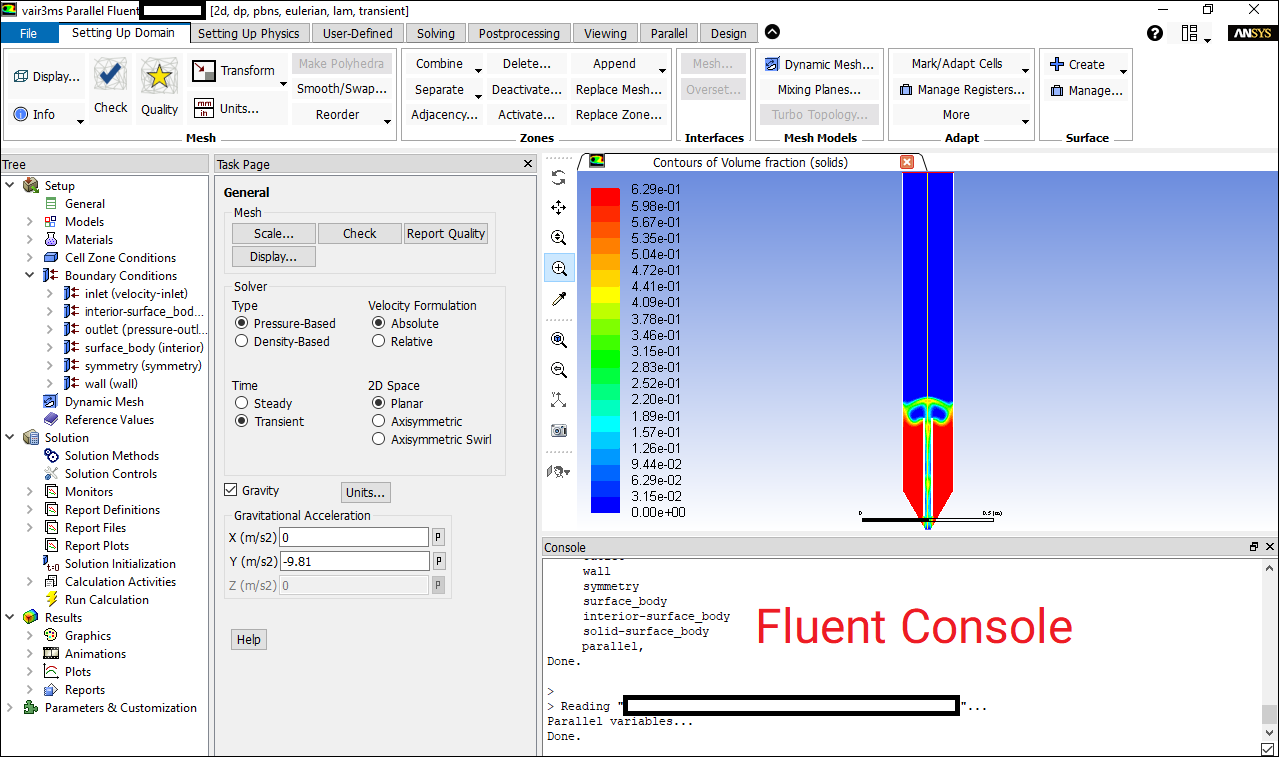 vair3ms Parallel Fluent [2d, dp, pbns, eulerian, lam, transient]
File Setting Up Domain Setting Up Physics User-Defined Solving Postprocessing Viewing Parallel Design
ANSYS
Display...
Info
Check
Quality
Transform
mm
in
Units...
Make Polyhedra
Smooth/Swap...
Reorder
Mesh
Combine
Separate
Adjacency...
Delete...
Deactivate...
Activate...
Append
Replace Mesh...
Replace Zone...
Zones
Mesh...
Overset...
Interfaces
Dynamic Mesh...
Mixing Planes...
Turbo Topology...
Mesh Models
Mark/Adapt Cells
Manage Registers...
More
Adapt
Create
Manage...
Surface
Tree
Setup
General
Models
Materials
Cell Zone Conditions
Boundary Conditions
inlet (velocity-inlet)
interior-surface_bod...
outlet (pressure-outl...
surface_body (interior)
symmetry (symmetry)
wall (wall)
Dynamic Mesh
Reference Values
Solution
Solution Methods
Solution Controls
Monitors
Report Definitions
Report Files
Report Plots
t=0
Solution Initialization
Calculation Activities
Run Calculation
Results
Graphics
Animations
Plots
Reports
Parameters & Customization
Task Page
General
Mesh
Scale... Check Report Quality
Display...
Solver
Type
Pressure-Based
Density-Based
Velocity Formulation
Absolute
Relative
Time
Steady
Transient
2D Space
Planar
Axisymmetric
Axisymmetric Swirl
Gravity
Units...
Gravitational Acceleration
X (m/s2) 0 P
Y (m/s2) -9.81 P
Z (m/s2) 0 P
Help
Contours of Volume fraction (solids)
6.29e-01
5.98e-01
5.67e-01
5.35e-01
5.04e-01
4.72e-01
4.41e-01
4.09e-01
3.78e-01
3.46e-01
3.15e-01
2.83e-01
2.52e-01
2.20e-01
1.89e-01
1.57e-01
1.26e-01
9.44e-02
6.29e-02
3.15e-02
0.00e+00
0 0.5 (m)
Console
wall
symmetry
surface_body
interior-surface_body
solid-surface_body
parallel,
Done.
>
> Reading " "...
Parallel variables...
Done.
Fluent Console